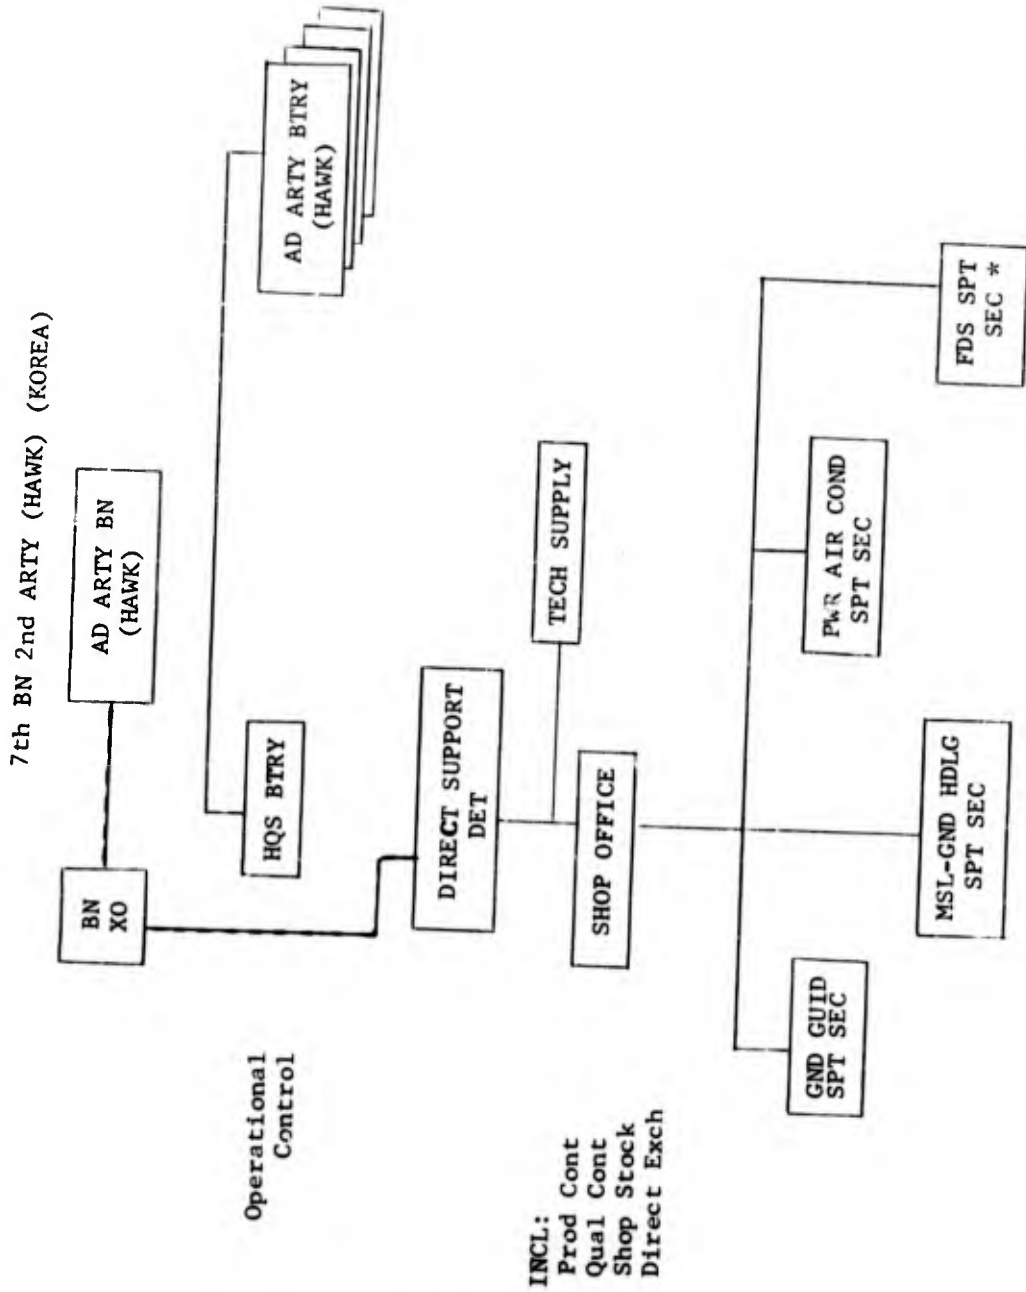 7th BN 2nd ARTY (HAWK) (KOREA)
BN
XO
AD ARTY BN
(HAWK)
Operational
Control
HQS BTRY
AD ARTY BTRY
(HAWK)
DIRECT SUPPORT
DET
TECH SUPPLY
SHOP OFFICE
INCL:
Prod Cont
Qual Cont
Shop Stock
Direct Exch
GND GUID
SPT SEC
MSL-GND HDLG
SPT SEC
PWR AIR COND
SPT SEC
FDS SPT
SEC *